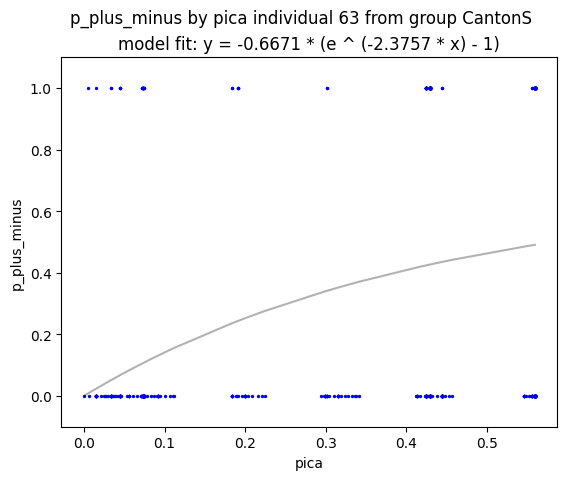 p_plus_minus by pica individual 63 from group CantonS
model fit: y = -0.6671 * (e ^ (-2.3757 * x) - 1)
1.0
0.8
0.6
0.4
0.2
0.0
p_plus_minus
0.0 0.1 0.2 0.3 0.4 0.5
pica